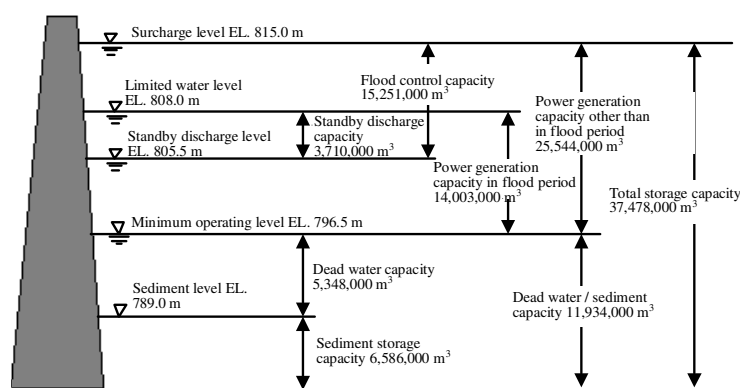 Surcharge level EL. 815.0 m
Limited water level
EL. 808.0 m
Flood control capacity
15,251,000 m³
Standby discharge
capacity
3,710,000 m³
Standby discharge level
EL. 805.5 m
Power generation
capacity other than
in flood period
25,544,000 m³
Power generation
capacity in flood period
14,003,000 m³
Total storage capacity
37,478,000 m³
Minimum operating level EL. 796.5 m
Dead water capacity
5,348,000 m³
Sediment level EL.
789.0 m
Dead water / sediment
capacity 11,934,000 m³
Sediment storage
capacity 6,586,000 m³